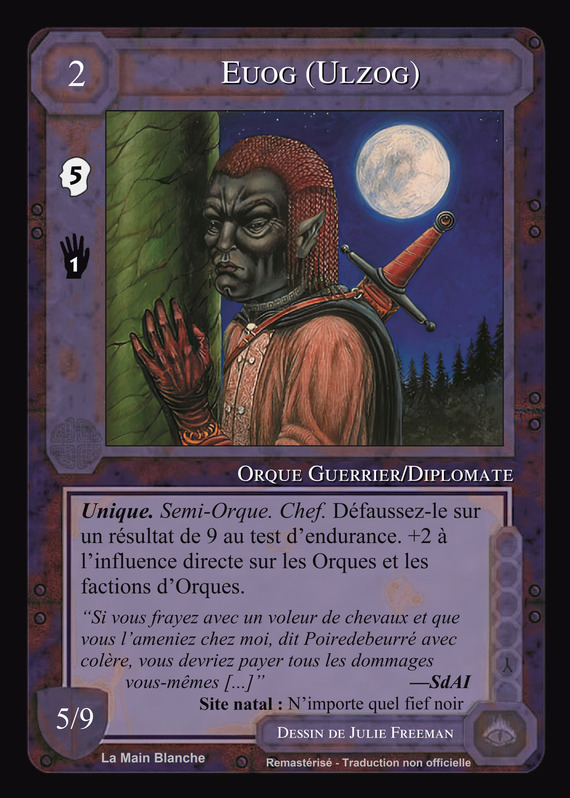 2
Euog (Ulzog)
5
1
Orque Guerrier/Diplomate
Unique. Semi-Orque. Chef. Défaussez-le sur
un résultat de 9 au test d’endurance. +2 à
l’influence directe sur les Orques et les
factions d’Orques.
“Si vous frayez avec un voleur de chevaux et que
vous l’ameniez chez moi, dit Poiredebeurré avec
colère, vous devriez payer tous les dommages
vous-mêmes [...]” —SdAI
Site natal : N’importe quel fief noir
5/9
Dessin de Julie Freeman
La Main Blanche
Remastérisé - Traduction non officielle